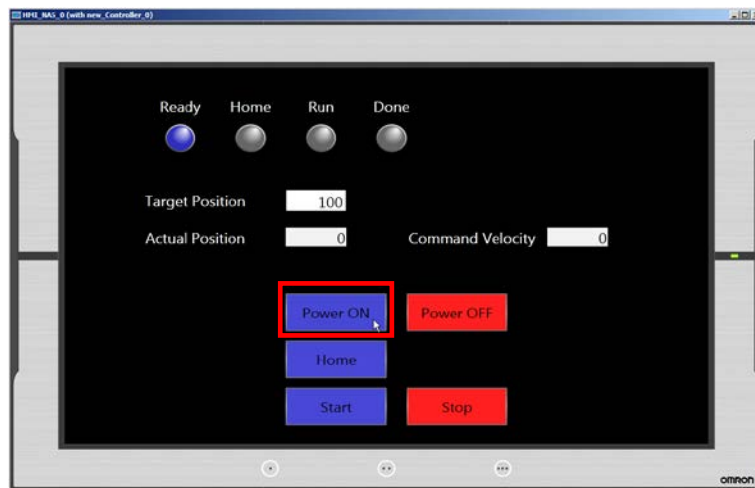 HMI_NA5_0 (with new_Controller_0)
Ready Home Run Done
Target Position 100
Actual Position 0 Command Velocity 0
Power ON Power OFF
Home
Start Stop
OMRON